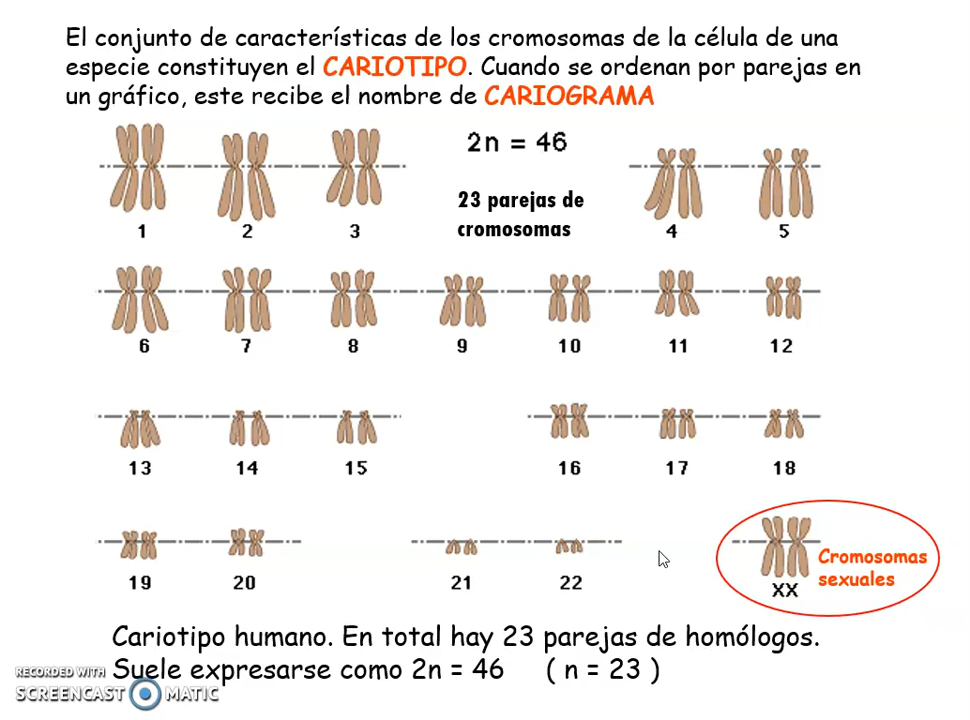 El conjunto de características de los cromosomas de la célula de una
especie constituyen el CARIOTIPO. Cuando se ordenan por parejas en
un gráfico, este recibe el nombre de CARIOGRAMA
2n = 46
23 parejas de
cromosomas
1 2 3 4 5
6 7 8 9 10 11 12
13 14 15 16 17 18
Cromosomas
sexuales
19 20 21 22 XX
Cariotipo humano. En total hay 23 parejas de homólogos.
Suele expresarse como 2n = 46 ( n = 23 )
RECORDED WITH
SCREENCAST MATIC